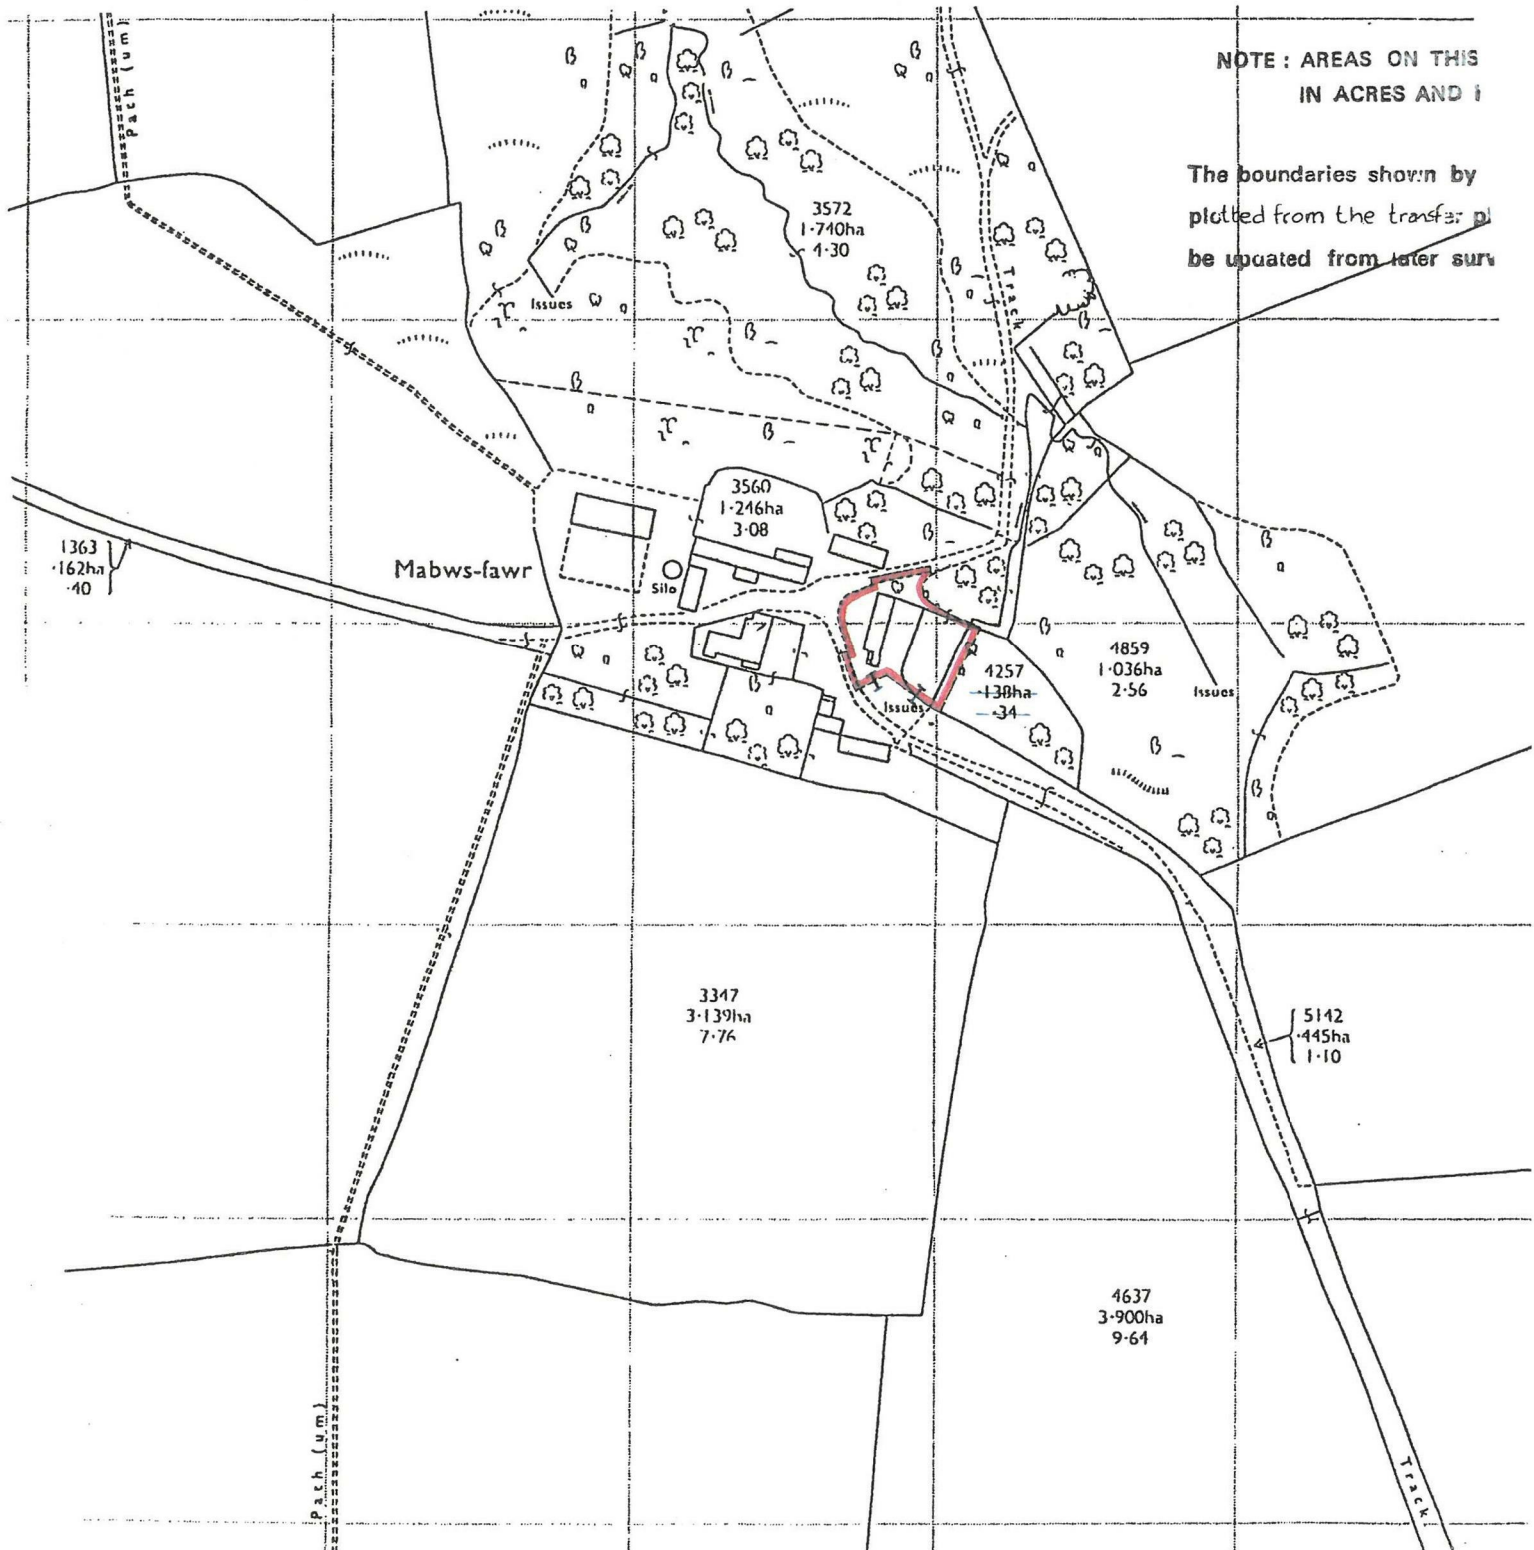 NOTE : AREAS ON THIS
IN ACRES AND
The boundaries shown by
plotted from the transfer
be updated from later
Path (um)
3572
1·740ha
4·30
Track
Issues
3560
1·246ha
3·08
1363
·162ha
·40
Mabws-fawr
Silo
4257
·138ha
·34
4859
1·036ha
2·56
Issues
Issues
3347
3·139ha
7·76
5142
·445ha
1·10
4637
3·900ha
9·64
Path (um)
Track